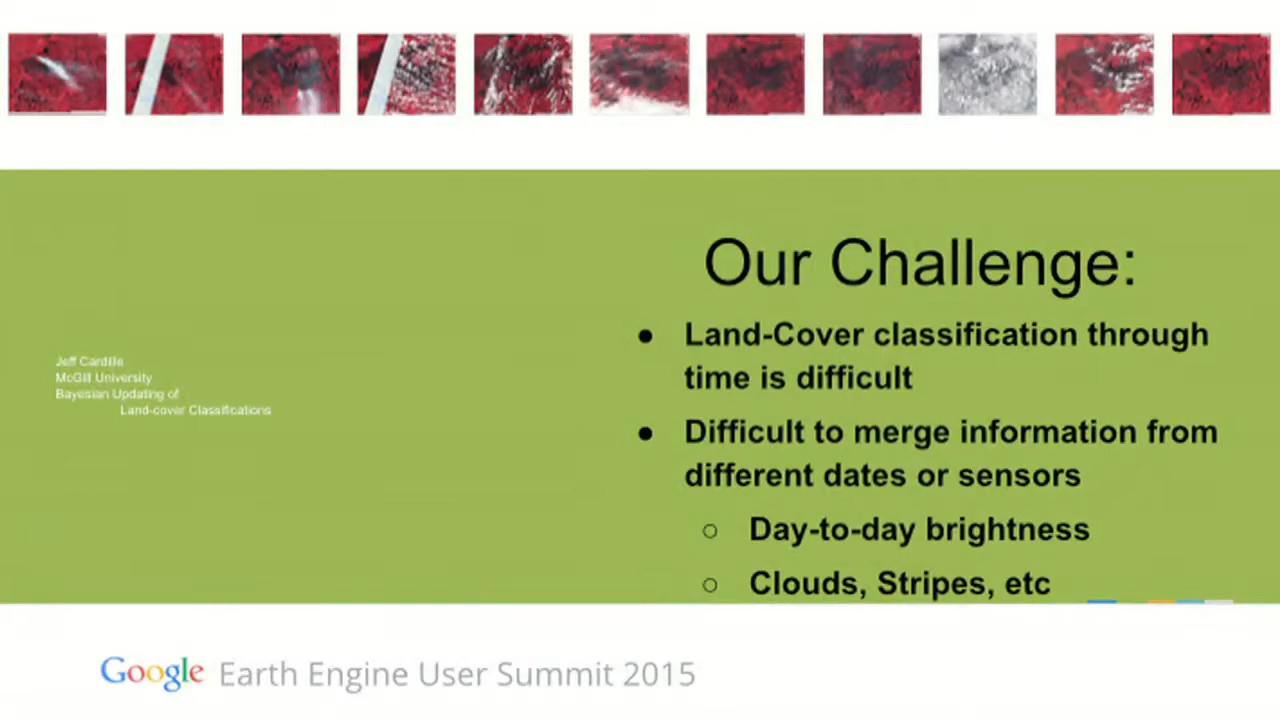 Our Challenge:
● Land-Cover classification through
time is difficult
● Difficult to merge information from
different dates or sensors
○ Day-to-day brightness
○ Clouds, Stripes, etc
Jeff Cardille
McGill University
Bayesian Updating of
Land-cover Classifications
Google Earth Engine User Summit 2015